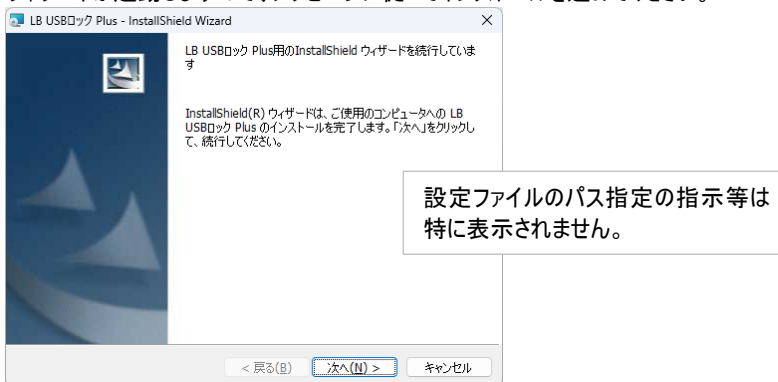 LB USBロック Plus - InstallShield Wizard
LB USBロック Plus用のInstallShield ウィザードを続行していま
す
InstallShield(R) ウィザードは、ご使用のコンピュータへの LB
USBロック Plus のインストールを完了します。「次へ」をクリックし
て、続行してください。
設定ファイルのパス指定の指示等は
特に表示されません。
< 戻る(B)
次へ(N) >
キャンセル